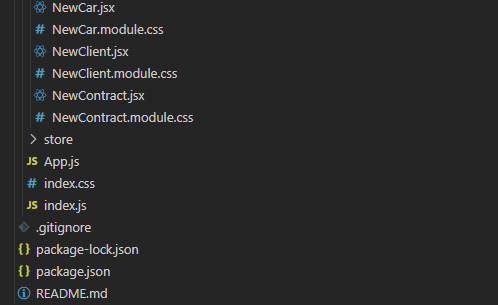 NewCar.jsx
# NewCar.module.css
NewClient.jsx
# NewClient.module.css
NewContract.jsx
# NewContract.module.css
> store
JS App.js
# index.css
JS index.js
.gitignore
{} package-lock.json
{} package.json
README.md